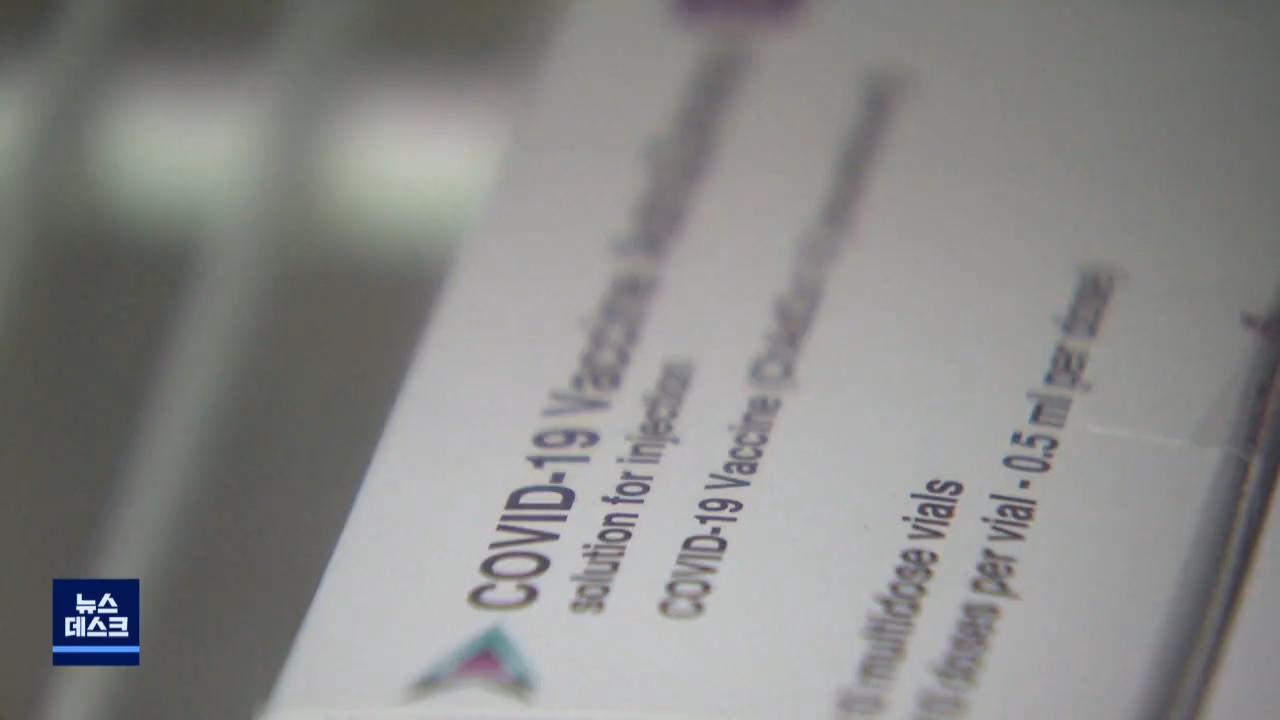 COVID-19 Vaccine
solution for injection
COVID-19 Vaccine
multidose vials
doses per vial - 0.5 ml per dose
뉴스
데스크